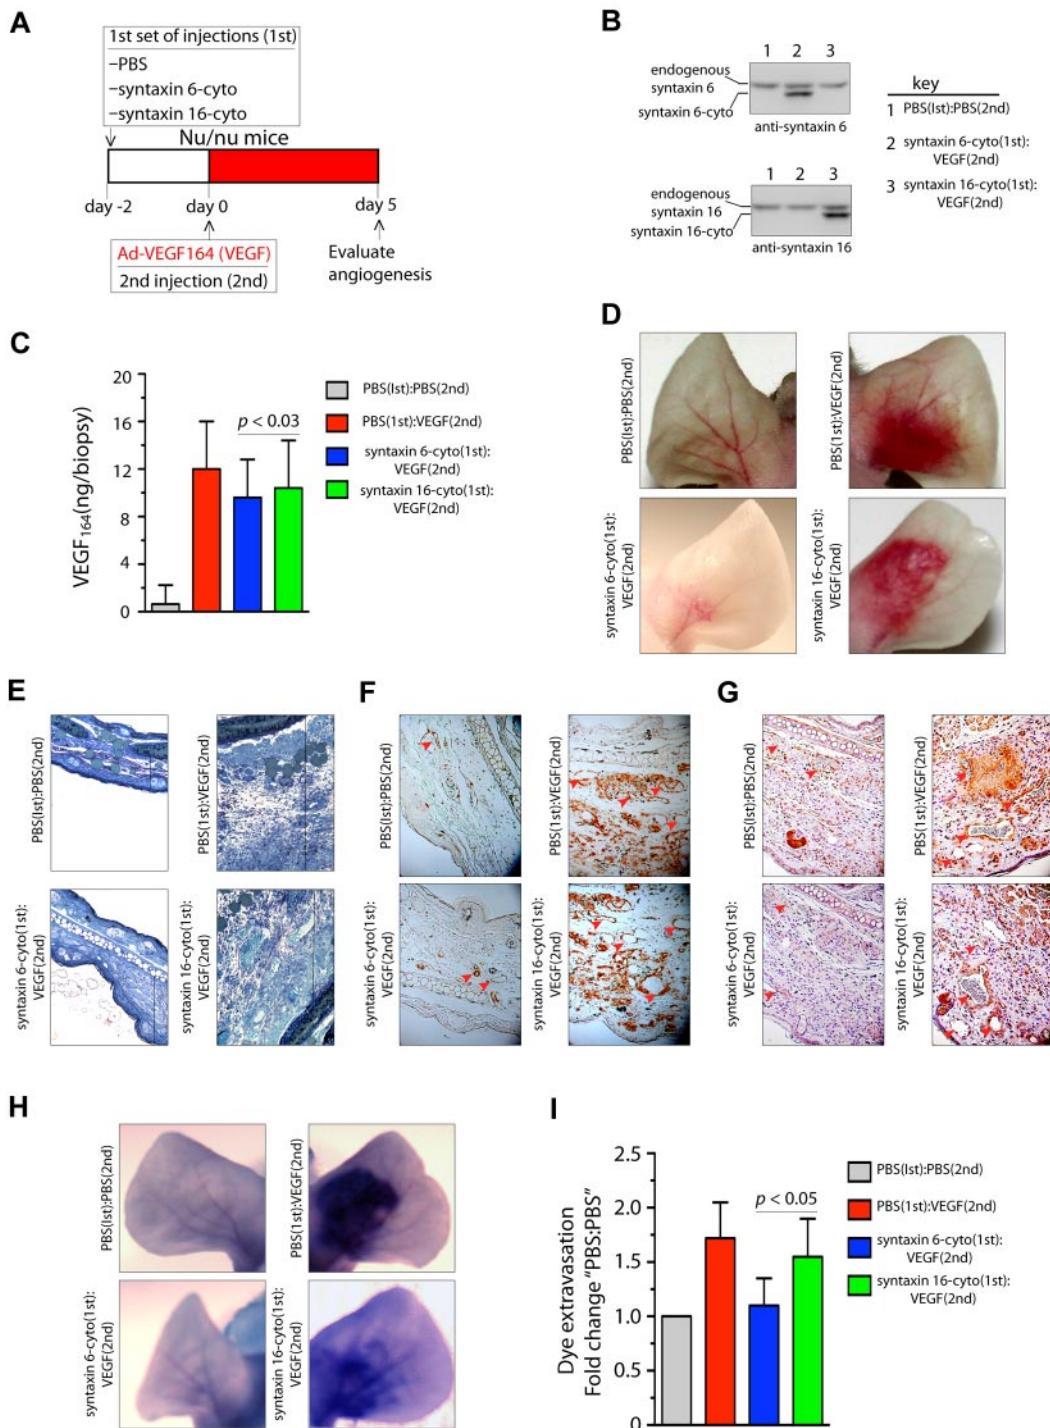 A
1st set of injections (1st)
–PBS
–syntaxin 6-cyto
–syntaxin 16-cyto
Nu/nu mice
day -2
day 0
day 5
Ad-VEGF164 (VEGF)
2nd injection (2nd)
Evaluate
angiogenesis
B
1 2 3
endogenous
syntaxin 6
syntaxin 6-cyto
anti-syntaxin 6
1 2 3
endogenous
syntaxin 16
syntaxin 16-cyto
anti-syntaxin 16
key
1 PBS(Ist):PBS(2nd)
2 syntaxin 6-cyto(1st):
VEGF(2nd)
3 syntaxin 16-cyto(1st):
VEGF(2nd)
C
VEGF164(ng/biopsy)
20
16
12
8
4
0
p < 0.03
PBS(Ist):PBS(2nd)
PBS(1st):VEGF(2nd)
syntaxin 6-cyto(1st):
VEGF(2nd)
syntaxin 16-cyto(1st):
VEGF(2nd)
D
PBS(Ist):PBS(2nd)
PBS(1st):VEGF(2nd)
syntaxin 6-cyto(1st):
VEGF(2nd)
syntaxin 16-cyto(1st):
VEGF(2nd)
E
PBS(Ist):PBS(2nd)
PBS(1st):VEGF(2nd)
syntaxin 6-cyto(1st):
VEGF(2nd)
syntaxin 16-cyto(1st):
VEGF(2nd)
F
PBS(Ist):PBS(2nd)
PBS(1st):VEGF(2nd)
syntaxin 6-cyto(1st):
VEGF(2nd)
syntaxin 16-cyto(1st):
VEGF(2nd)
G
PBS(Ist):PBS(2nd)
PBS(1st):VEGF(2nd)
syntaxin 6-cyto(1st):
VEGF(2nd)
syntaxin 16-cyto(1st):
VEGF(2nd)
H
PBS(Ist):PBS(2nd)
PBS(1st):VEGF(2nd)
syntaxin 6-cyto(1st):
VEGF(2nd)
syntaxin 16-cyto(1st):
VEGF(2nd)
I
Dye extravasation
Fold change "PBS:PBS"
2.5
2.0
1.5
1.0
0.5
0
p < 0.05
PBS(Ist):PBS(2nd)
PBS(1st):VEGF(2nd)
syntaxin 6-cyto(1st):
VEGF(2nd)
syntaxin 16-cyto(1st):
VEGF(2nd)